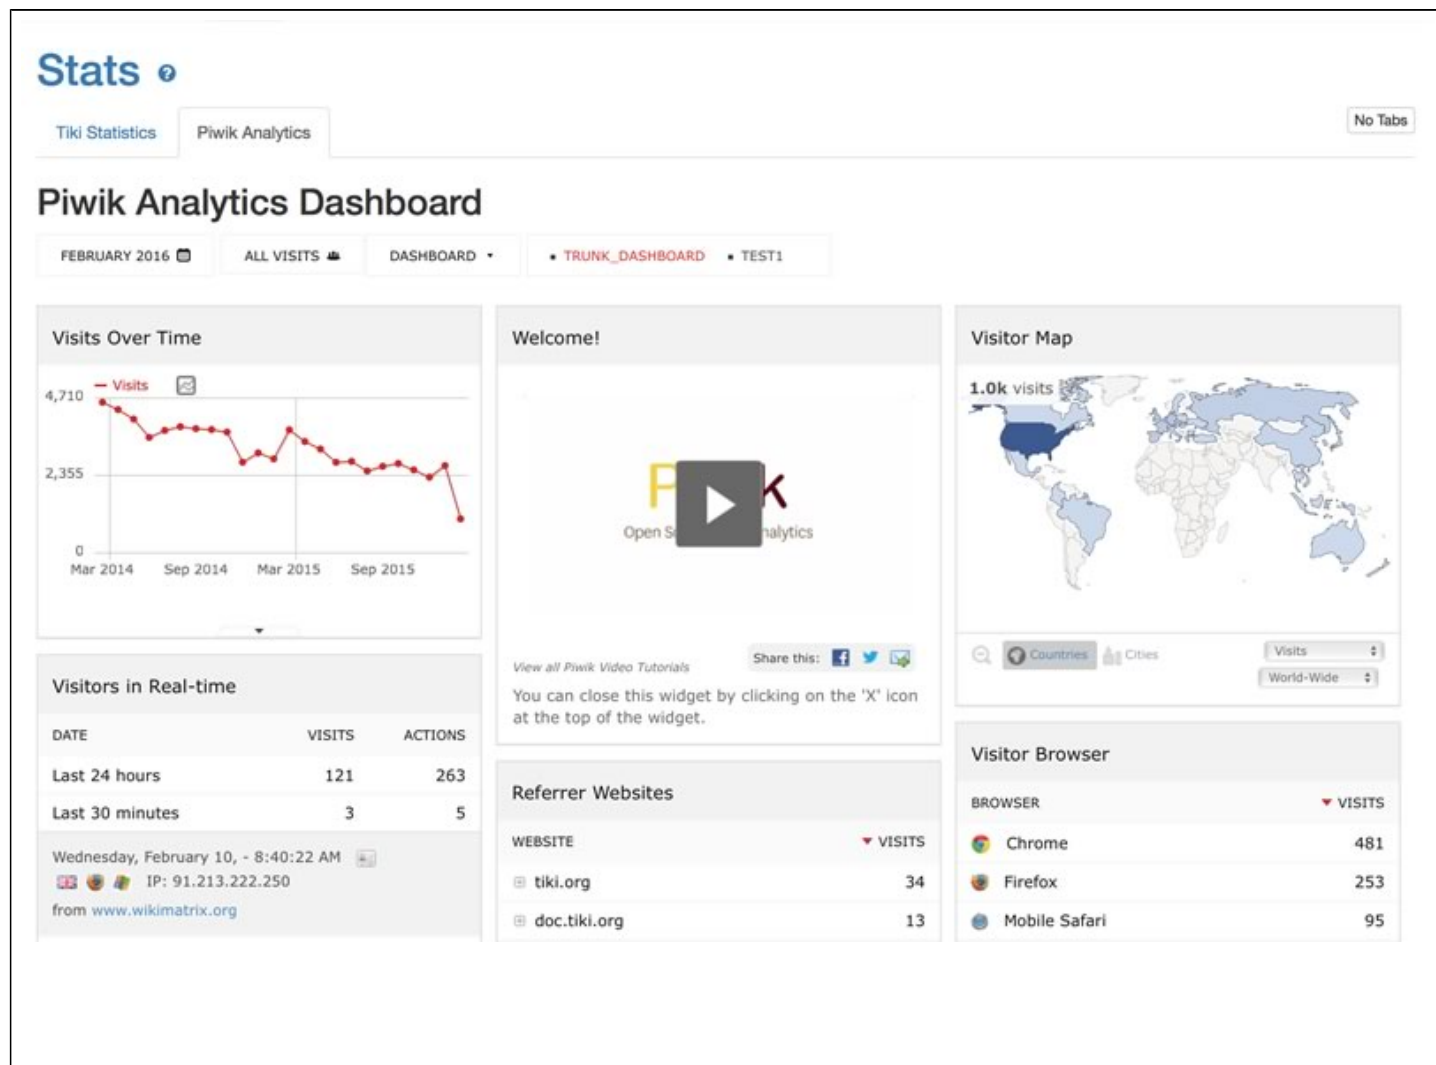 Stats
Tiki Statistics
Piwik Analytics
No Tabs
Piwik Analytics Dashboard
FEBRUARY 2016
ALL VISITS
DASHBOARD
TRUNK_DASHBOARD
TEST1
Visits Over Time
Visits
4,710
2,355
0
Mar 2014 Sep 2014 Mar 2015 Sep 2015
Visitors in Real-time
DATE VISITS ACTIONS
Last 24 hours 121 263
Last 30 minutes 3 5
Wednesday, February 10, - 8:40:22 AM
IP: 91.213.222.250
from www.wikimatrix.org
Welcome!
P k
Open S nalytics
Share this:
View all Piwik Video Tutorials
You can close this widget by clicking on the 'X' icon
at the top of the widget.
Referrer Websites
WEBSITE VISITS
tiki.org 34
doc.tiki.org 13
Visitor Map
1.0k visits
Countries
Cities
Visits
World-Wide
Visitor Browser
BROWSER VISITS
Chrome 481
Firefox 253
Mobile Safari 95